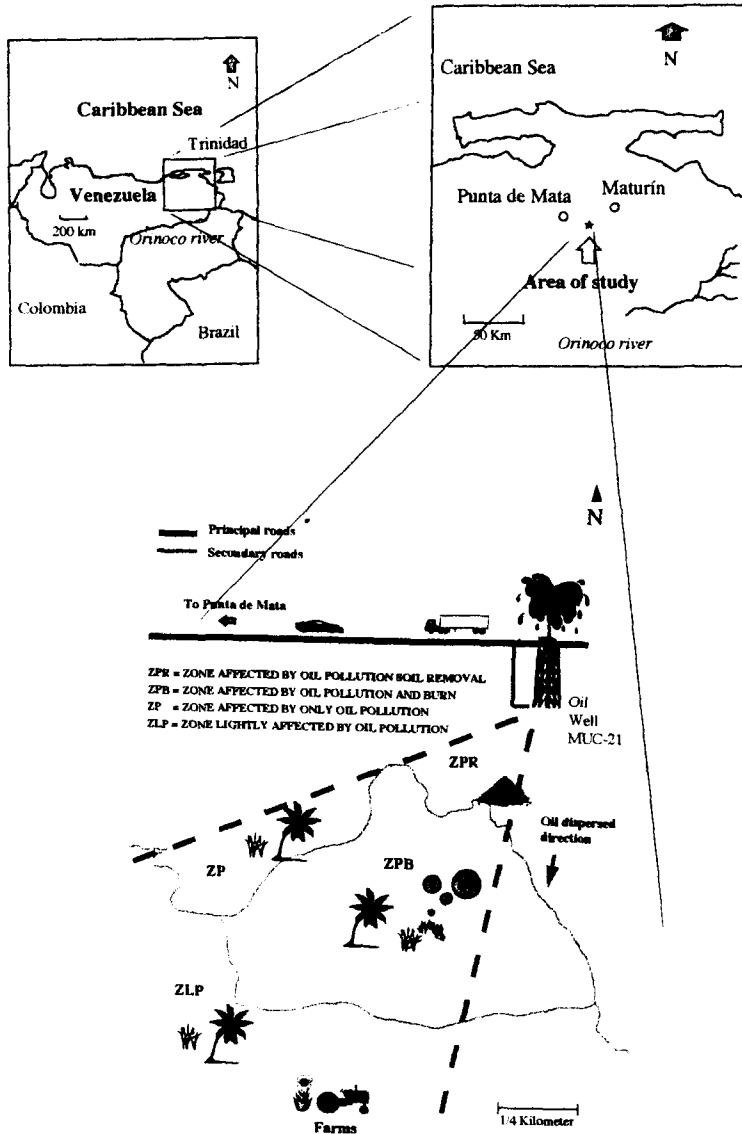 N
Caribbean Sea
Trinidad
Venezuela
200 km
Orinoco river
Colombia
Brazil
N
Caribbean Sea
Punta de Mata
Maturín
Area of study
50 Km
Orinoco river
N
Principal roads
Secondary roads
To Punta de Mata
ZPR = ZONE AFFECTED BY OIL POLLUTION SOIL REMOVAL
ZPB = ZONE AFFECTED BY OIL POLLUTION AND BURN
ZP = ZONE AFFECTED BY ONLY OIL POLLUTION
ZLP = ZONE LIGHTLY AFFECTED BY OIL POLLUTION
Oil
Well
MUC-21
ZPR
Oil dispersed
direction
ZP
ZPB
ZLP
Farms
1/4 Kilometer